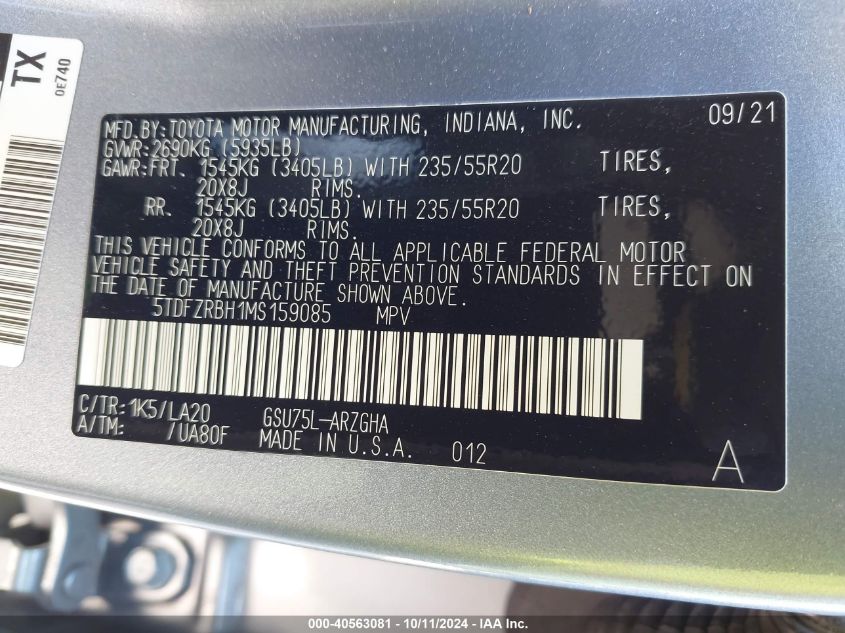 TX
0E740
MFD.BY:TOYOTA MOTOR MANUFACTURING, INDIANA, INC. 09/21
GVWR:2690KG (5935LB)
GAWR:FRT. 1545KG (3405LB) WITH 235/55R20 TIRES,
20X8J RIMS.
RR. 1545KG (3405LB) WITH 235/55R20 TIRES,
20X8J RIMS.
THIS VEHICLE CONFORMS TO ALL APPLICABLE FEDERAL MOTOR
VEHICLE SAFETY AND THEFT PREVENTION STANDARDS IN EFFECT ON
THE DATE OF MANUFACTURE SHOWN ABOVE.
5TDFZRBH1MS159085 MPV
C/TR:1K5/LA20 GSU75L-ARZGHA
A/TM: /UA80F MADE IN U.S.A. 012 A
000-40563081 - 10/11/2024 - IAA Inc.